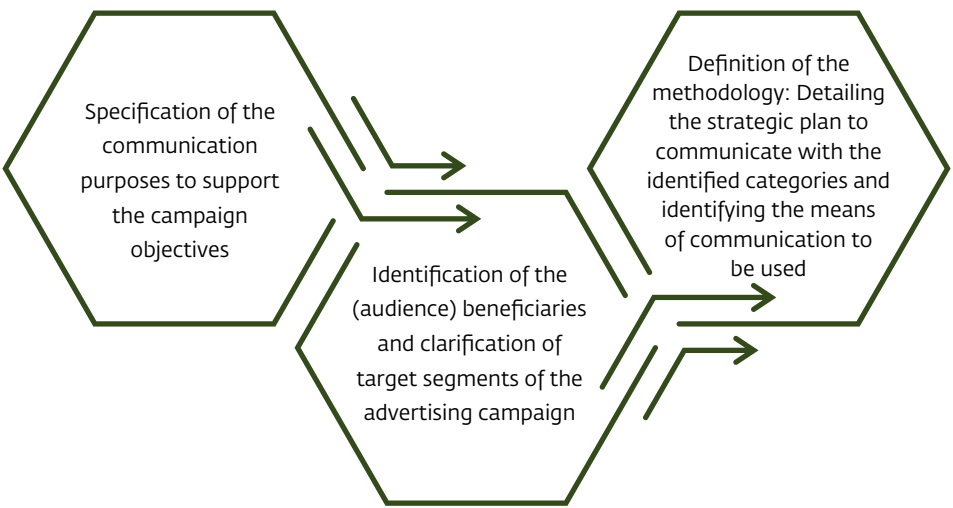 Specification of the
communication
purposes to support
the campaign
objectives
Identification of the
(audience) beneficiaries
and clarification of
target segments of the
advertising campaign
Definition of the
methodology: Detailing
the strategic plan to
communicate with the
identified categories and
identifying the means
of communication to
be used